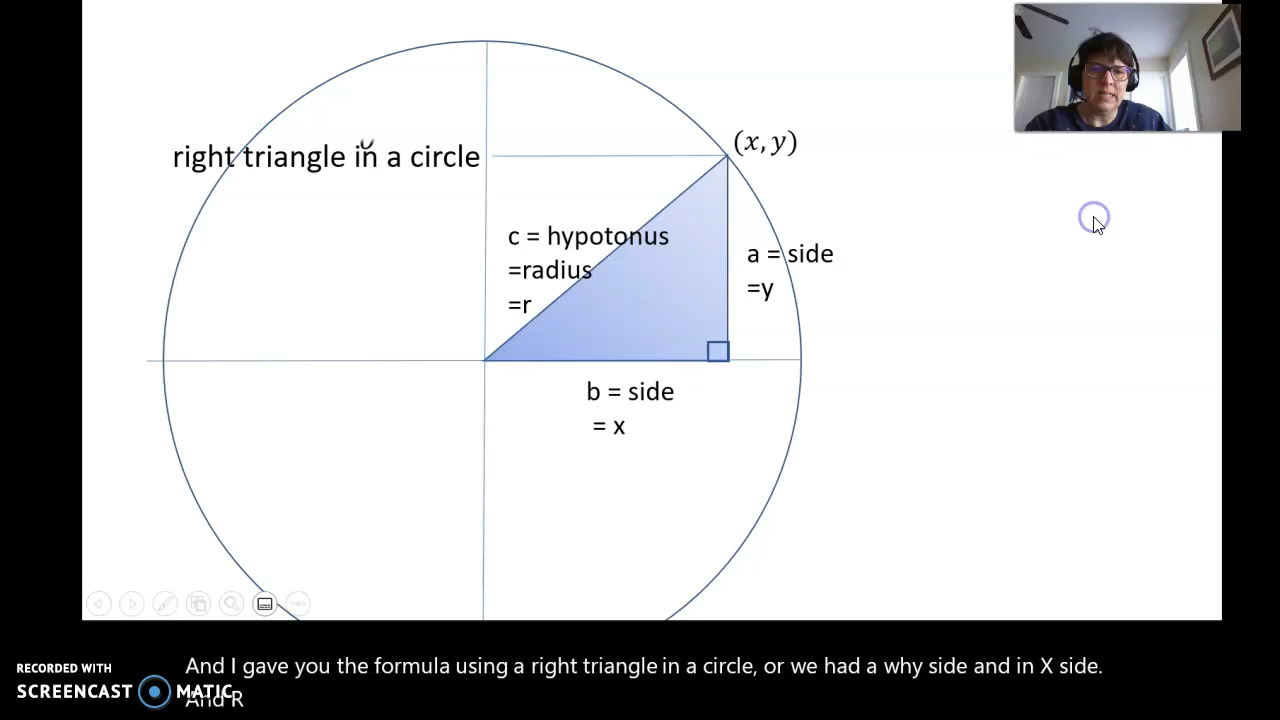 (x, y)
right triangle in a circle
c = hypotonus
=radius
=r
a = side
=y
b = side
= x
And I gave you the formula using a right triangle in a circle, or we had a why side and in X side.
And R
RECORDED WITH
SCREENCAST MATIC